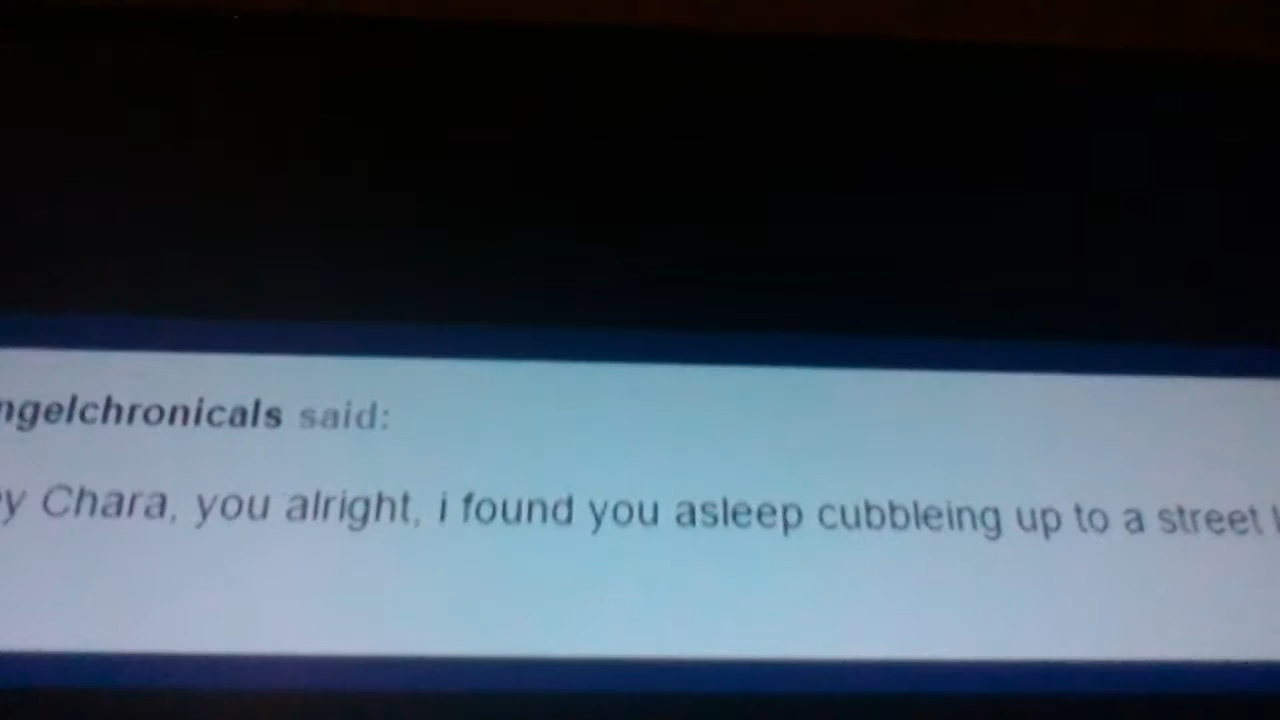 ngelchronicals said:
y Chara, you alright, i found you asleep cubbleing up to a street